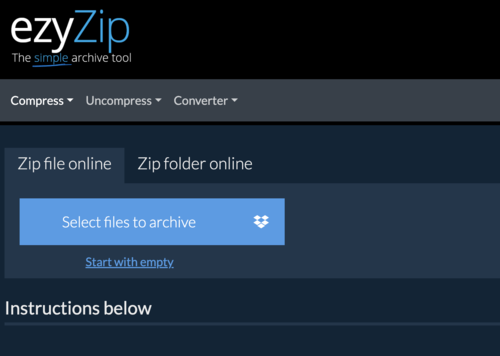 ezyZip
The simple archive tool
Compress Uncompress Converter
Zip file online Zip folder online
Select files to archive
Start with empty
Instructions below